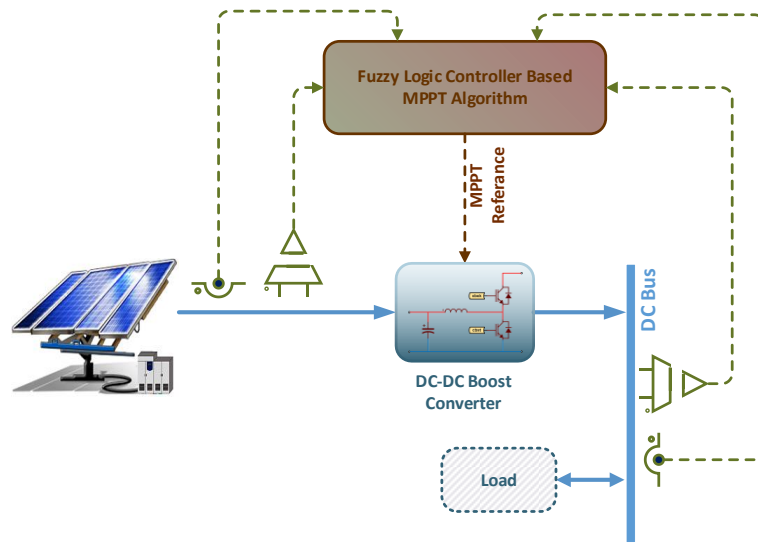 Fuzzy Logic Controller Based
MPPT Algorithm
MPPT
Referance
DC Bus
DC-DC Boost
Converter
Load